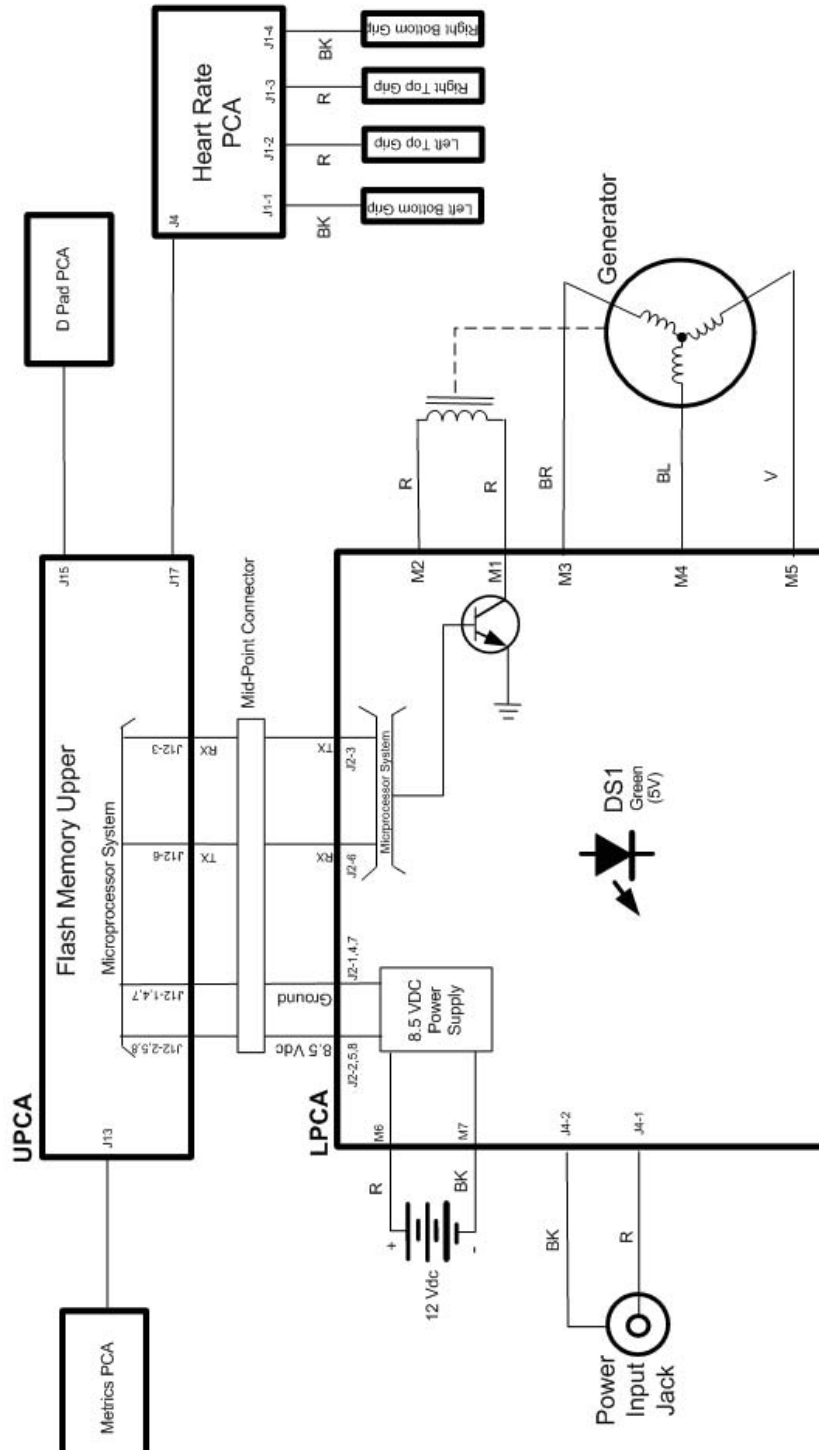 Metrics PCA
UPCA
J13
Flash Memory Upper
Microprocessor System
J12-2,5,8
J12-1,4,7
J12-6
J12-3
J15
J17
D Pad PCA
J4
Heart Rate
PCA
J1-1
J1-2
J1-3
J1-4
BK
R
R
BK
Left Bottom Grip
Left Top Grip
Right Top Grip
Right Bottom Grip
TX
RX
Mid-Point Connector
8.5 Vdc
Ground
RX
TX
LPCA
J2-2,5,8
J2-1,4,7
J2-6
J2-3
Micrprocessor System
8.5 VDC
Power
Supply
M6
M7
R
BK
+
-
12 Vdc
J4-2
J4-1
BK
R
Power
Input
Jack
DS1
Green
(5V)
M2
M1
M3
M4
M5
R
R
BR
BL
V
Generator